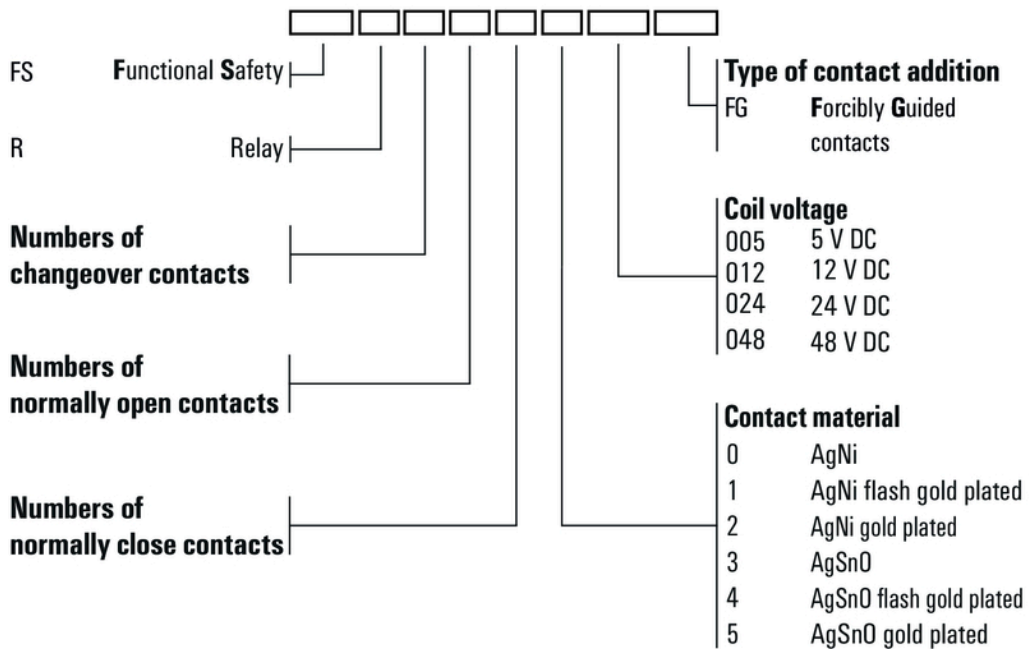 FS Functional Safety
R Relay
Numbers of
changeover contacts
Numbers of
normally open contacts
Numbers of
normally close contacts
Type of contact addition
FG Forcibly Guided
contacts
Coil voltage
005 5 V DC
012 12 V DC
024 24 V DC
048 48 V DC
Contact material
0 AgNi
1 AgNi flash gold plated
2 AgNi gold plated
3 AgSnO
4 AgSnO flash gold plated
5 AgSnO gold plated